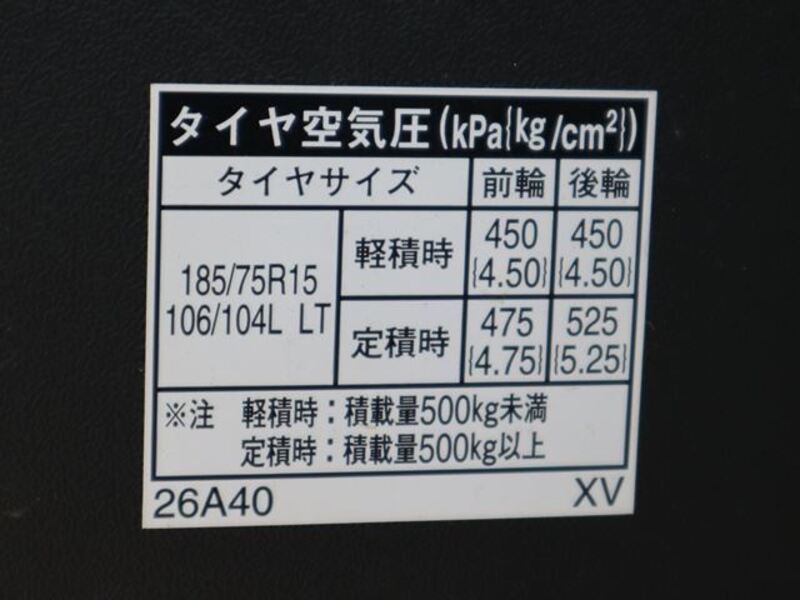 タイヤ空気圧(kPa{kg/cm²})
タイヤサイズ 前輪 後輪
185/75R15
106/104L LT
軽積時 450 450
{4.50} {4.50}
定積時 475 525
{4.75} {5.25}
※注 軽積時:積載量500kg未満
定積時:積載量500kg以上
26A40 XV